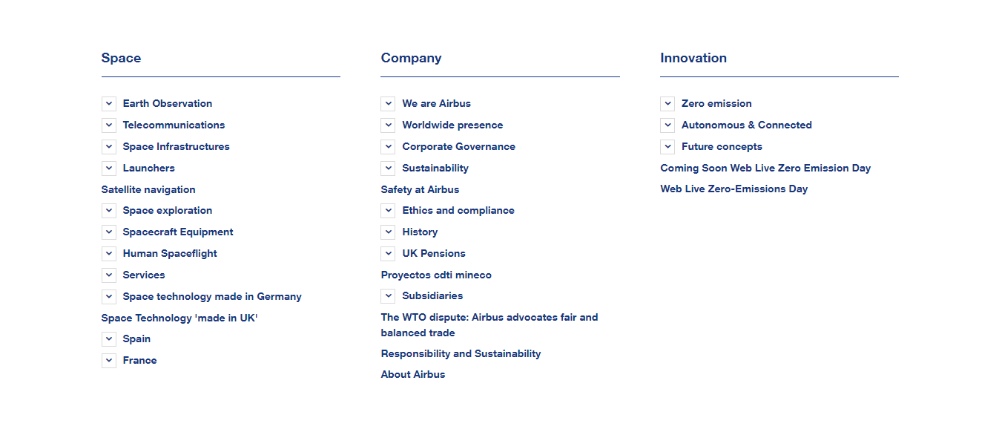 Space
Earth Observation
Telecommunications
Space Infrastructures
Launchers
Satellite navigation
Space exploration
Spacecraft Equipment
Human Spaceflight
Services
Space technology made in Germany
Space Technology 'made in UK'
Spain
France
Company
We are Airbus
Worldwide presence
Corporate Governance
Sustainability
Safety at Airbus
Ethics and compliance
History
UK Pensions
Proyectos cdti mineco
Subsidiaries
The WTO dispute: Airbus advocates fair and
balanced trade
Responsibility and Sustainability
About Airbus
Innovation
Zero emission
Autonomous & Connected
Future concepts
Coming Soon Web Live Zero Emission Day
Web Live Zero-Emissions Day